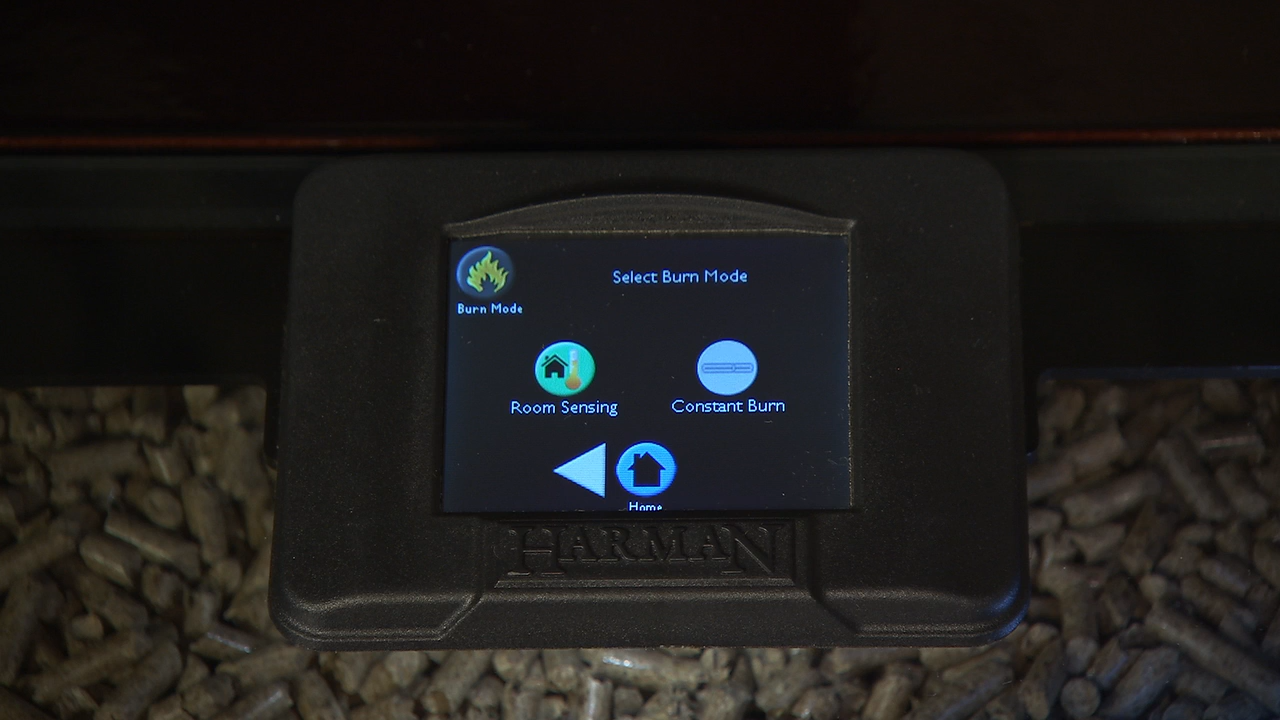 Select Burn Mode
Burn Mode
Room Sensing
Constant Burn
Home
HARMAN